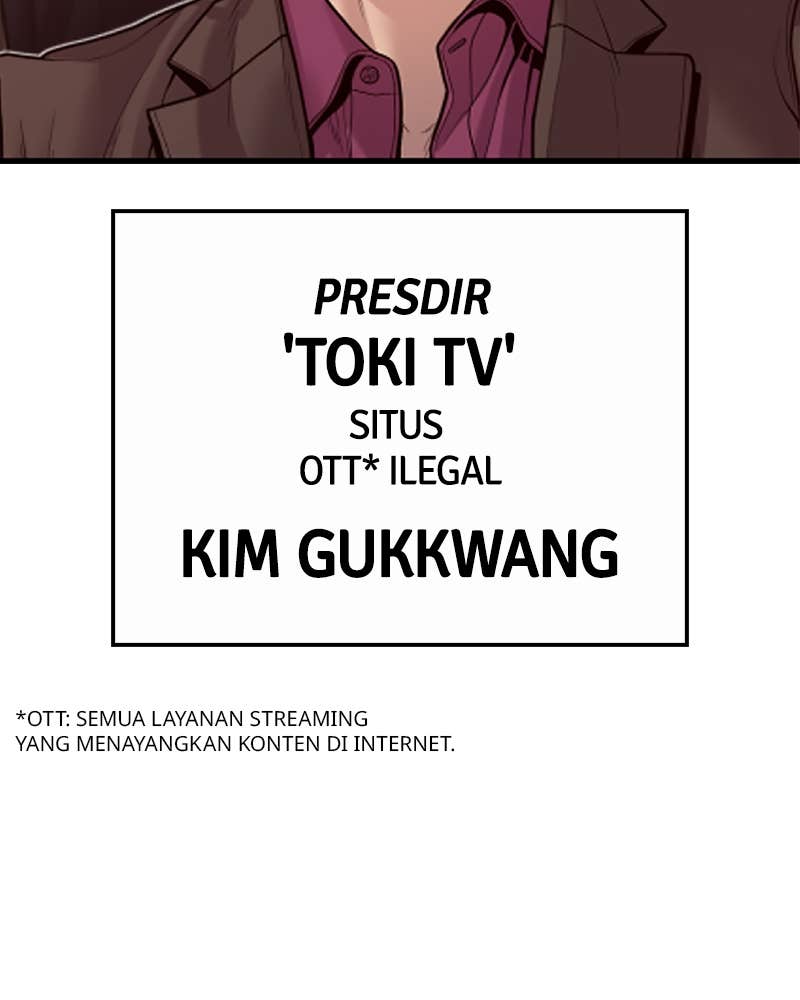 PRESDIR
'TOKI TV'
SITUS
OTT* ILEGAL
KIM GUKKWANG
*OTT: SEMUA LAYANAN STREAMING
YANG MENAYANGKAN KONTEN DI INTERNET.